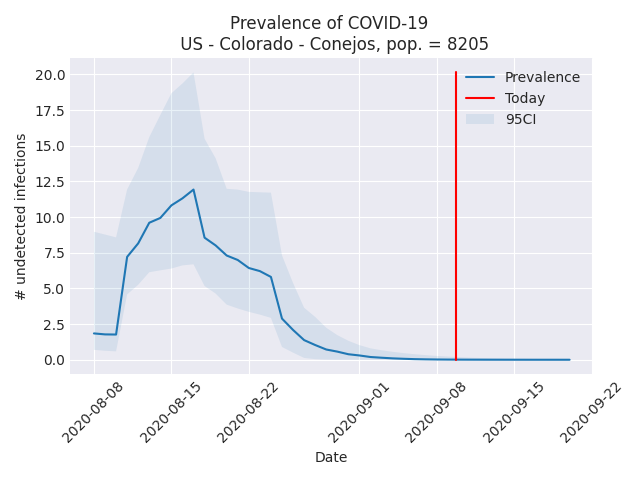 Prevalence of COVID-19
US - Colorado - Conejos, pop. = 8205
20.0
17.5
15.0
12.5
10.0
7.5
5.0
2.5
0.0
# undetected infections
Prevalence
Today
95CI
2020-08-08
2020-08-15
2020-08-22
2020-09-01
2020-09-08
2020-09-15
2020-09-22
Date